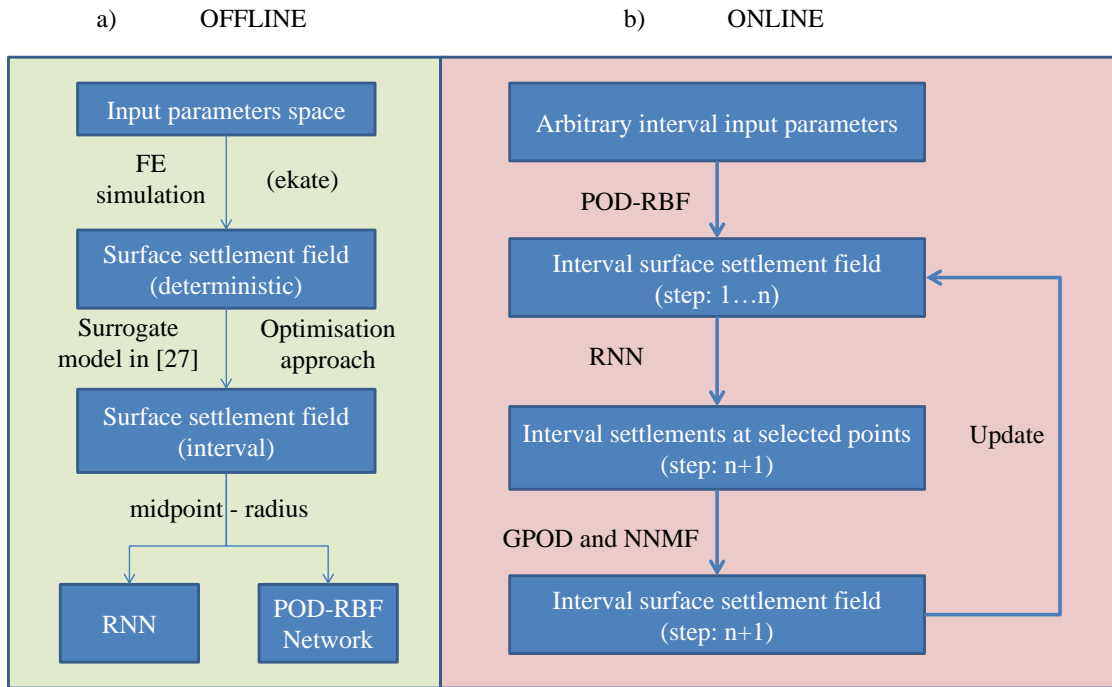 a) OFFLINE
Input parameters space
FE
simulation
(ekate)
Surface settlement field
(deterministic)
Surrogate
model in [27]
Optimisation
approach
Surface settlement field
(interval)
midpoint - radius
RNN
POD-RBF
Network
b) ONLINE
Arbitrary interval input parameters
POD-RBF
Interval surface settlement field
(step: 1…n)
RNN
Interval settlements at selected points
(step: n+1)
Update
GPOD and NNMF
Interval surface settlement field
(step: n+1)